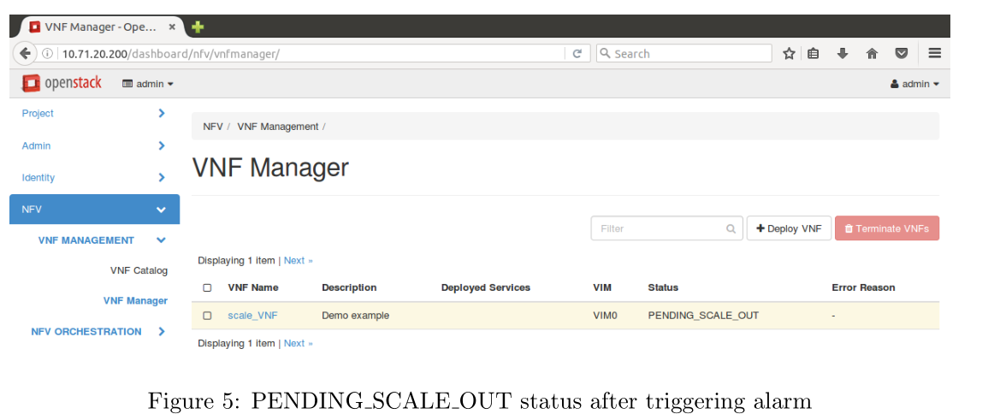 VNF Manager - Ope... ×
10.71.20.200/dashboard/nfv/vnfmanager/
Search
openstack admin
admin
Project
Admin
Identity
NFV
VNF MANAGEMENT
VNF Catalog
VNF Manager
NFV ORCHESTRATION
NFV / VNF Management /
VNF Manager
Filter
+ Deploy VNF
Terminate VNFs
Displaying 1 item | Next »
VNF Name Description Deployed Services VIM Status Error Reason
scale_VNF Demo example VIM0 PENDING_SCALE_OUT -
Displaying 1 item | Next »
Figure 5: PENDING_SCALE_OUT status after triggering alarm